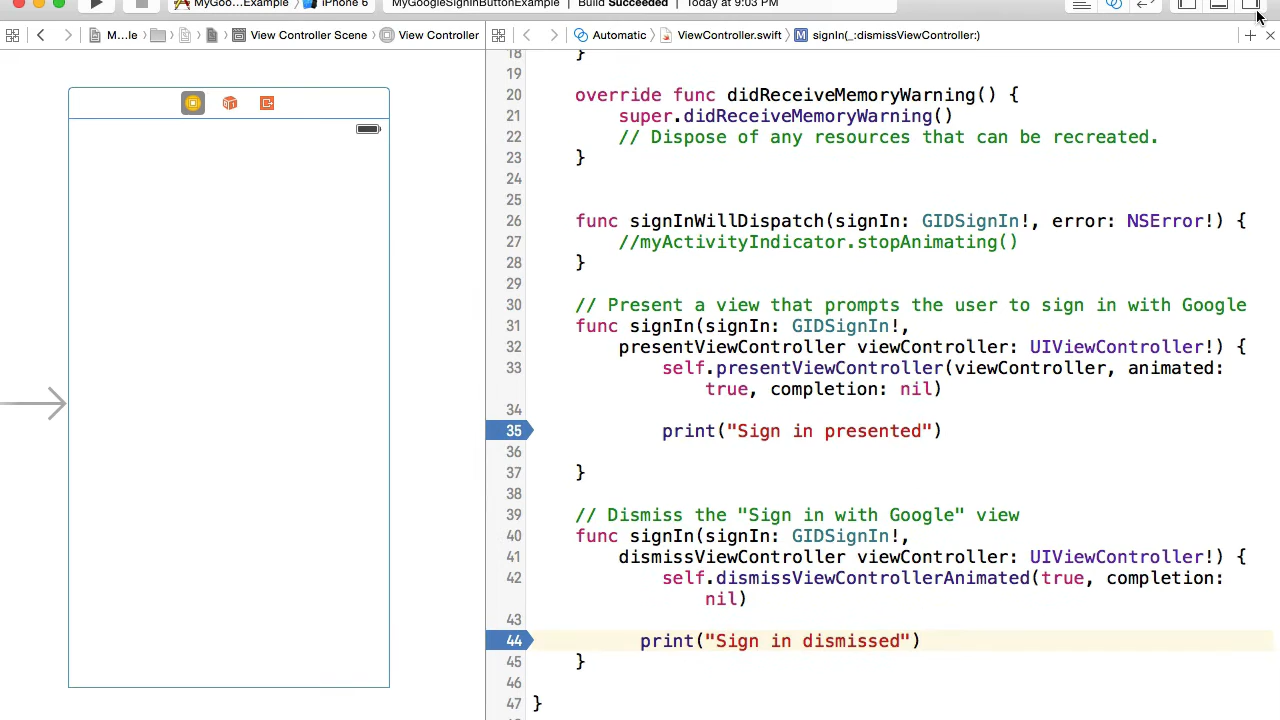 MyGoo...Example iPhone 6 MyGoogleSignInButtonExample | Build Succeeded | Today at 9:03 PM
M...le View Controller Scene View Controller Automatic ViewController.swift M signIn(_:dismissViewController:)
18 }
19
20 override func didReceiveMemoryWarning() {
21 super.didReceiveMemoryWarning()
22 // Dispose of any resources that can be recreated.
23 }
24
25
26 func signInWillDispatch(signIn: GIDSignIn!, error: NSError!) {
27 //myActivityIndicator.stopAnimating()
28 }
29
30 // Present a view that prompts the user to sign in with Google
31 func signIn(signIn: GIDSignIn!,
32 presentViewController viewController: UIViewController!) {
33 self.presentViewController(viewController, animated:
true, completion: nil)
34
35 print("Sign in presented")
36
37 }
38
39 // Dismiss the "Sign in with Google" view
40 func signIn(signIn: GIDSignIn!,
41 dismissViewController viewController: UIViewController!) {
42 self.dismissViewControllerAnimated(true, completion:
nil)
43
44 print("Sign in dismissed")
45 }
46
47 }